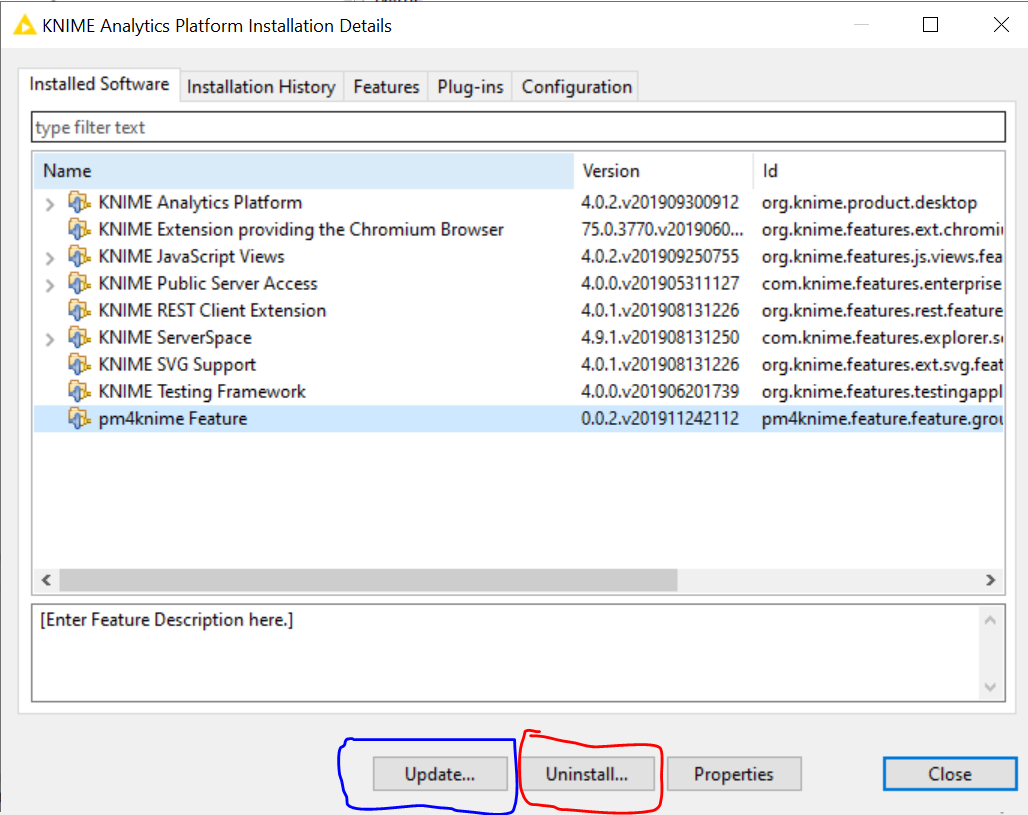 KNIME Analytics Platform Installation Details
Installed Software Installation History Features Plug-ins Configuration
type filter text
Name Version Id
KNIME Analytics Platform 4.0.2.v201909300912 org.knime.product.desktop
KNIME Extension providing the Chromium Browser 75.0.3770.v2019060... org.knime.features.ext.chromi
KNIME JavaScript Views 4.0.2.v201909250755 org.knime.features.js.views.fea
KNIME Public Server Access 4.0.0.v201905311127 com.knime.features.enterprise
KNIME REST Client Extension 4.0.1.v201908131226 org.knime.features.rest.feature
KNIME ServerSpace 4.9.1.v201908131250 com.knime.features.explorer.s
KNIME SVG Support 4.0.1.v201908131226 org.knime.features.ext.svg.feat
KNIME Testing Framework 4.0.0.v201906201739 org.knime.features.testingappl
pm4knime Feature 0.0.2.v201911242112 pm4knime.feature.feature.grou
[Enter Feature Description here.]
Update... Uninstall... Properties Close